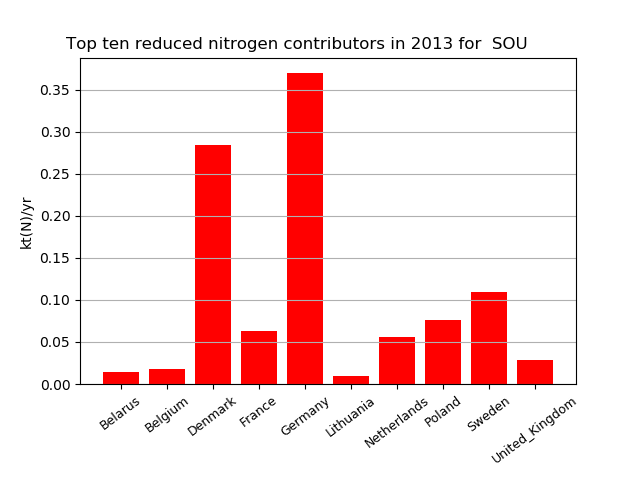 Top ten reduced nitrogen contributors in 2013 for  SOU
kt(N)/yr
0.35
0.30
0.25
0.20
0.15
0.10
0.05
0.00
Belarus
Belgium
Denmark
France
Germany
Lithuania
Netherlands
Poland
Sweden
United_Kingdom